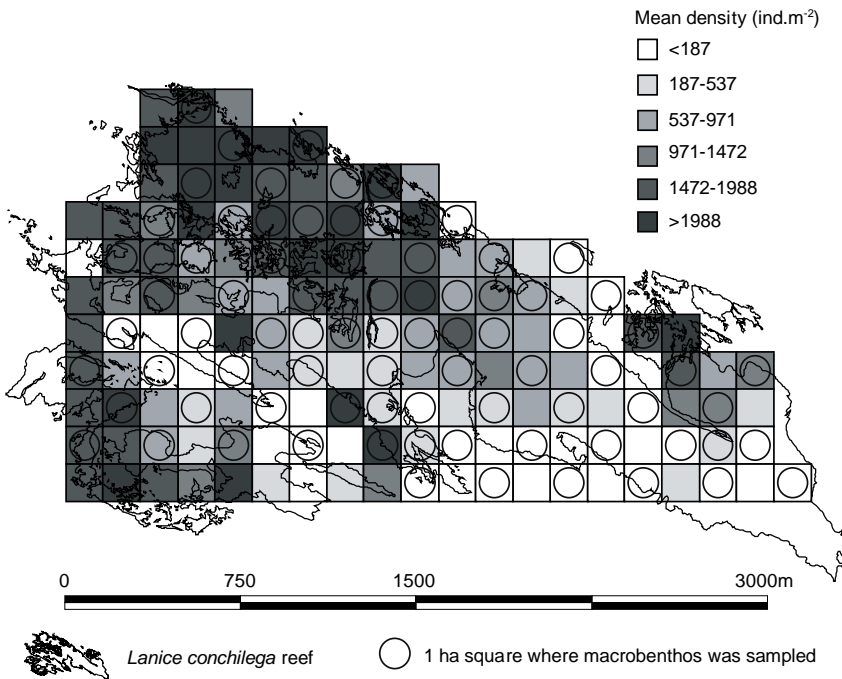 Mean density (ind.m-2)
<187
187-537
537-971
971-1472
1472-1988
>1988
0 750 1500 3000m
Lanice conchilega reef
1 ha square where macrobenthos was sampled